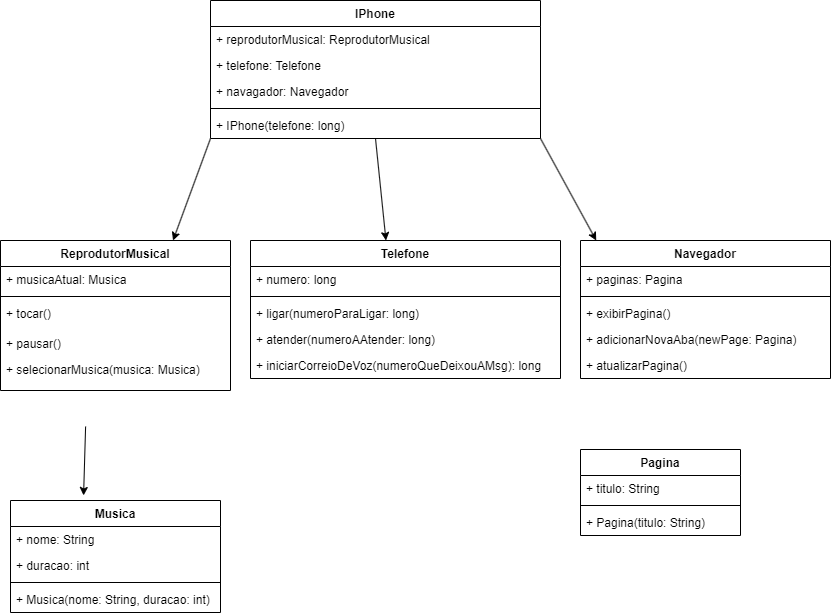 IPhone
+ reprodutorMusical: ReprodutorMusical
+ telefone: Telefone
+ navagador: Navegador
+ IPhone(telefone: long)
ReprodutorMusical
+ musicaAtual: Musica
+ tocar()
+ pausar()
+ selecionarMusica(musica: Musica)
Telefone
+ numero: long
+ ligar(numeroParaLigar: long)
+ atender(numeroAAtender: long)
+ iniciarCorreioDeVoz(numeroQueDeixouAMsg): long
Navegador
+ paginas: Pagina
+ exibirPagina()
+ adicionarNovaAba(newPage: Pagina)
+ atualizarPagina()
Musica
+ nome: String
+ duracao: int
+ Musica(nome: String, duracao: int)
Pagina
+ titulo: String
+ Pagina(titulo: String)